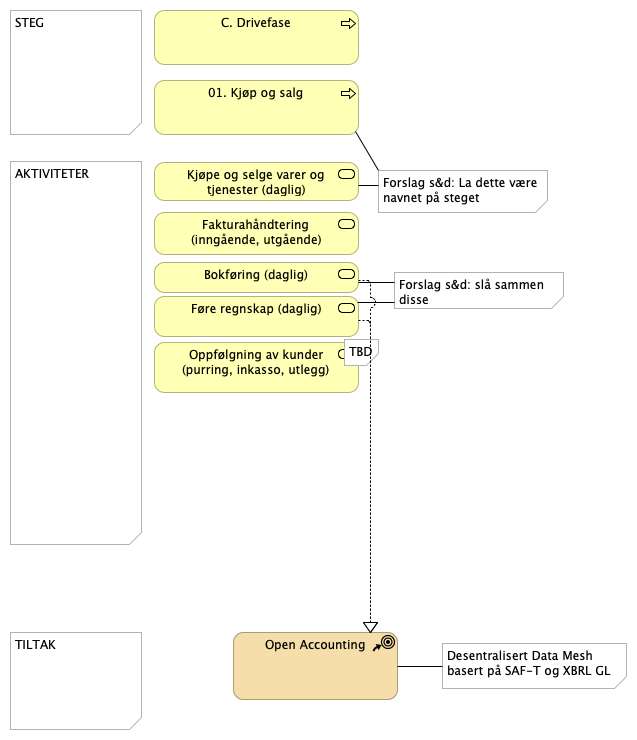 STEG
C. Drivefase
01. Kjøp og salg
AKTIVITETER
Kjøpe og selge varer og
tjenester (daglig)
Forslag s&d: La dette være
navnet på steget
Fakturahåndtering
(inngående, utgående)
Bokføring (daglig)
Forslag s&d: slå sammen
disse
Føre regnskap (daglig)
Oppfølgning av kunder
(purring, inkasso, utlegg)
TBD
TILTAK
Open Accounting
Desentralisert Data Mesh
basert på SAF-T og XBRL GL